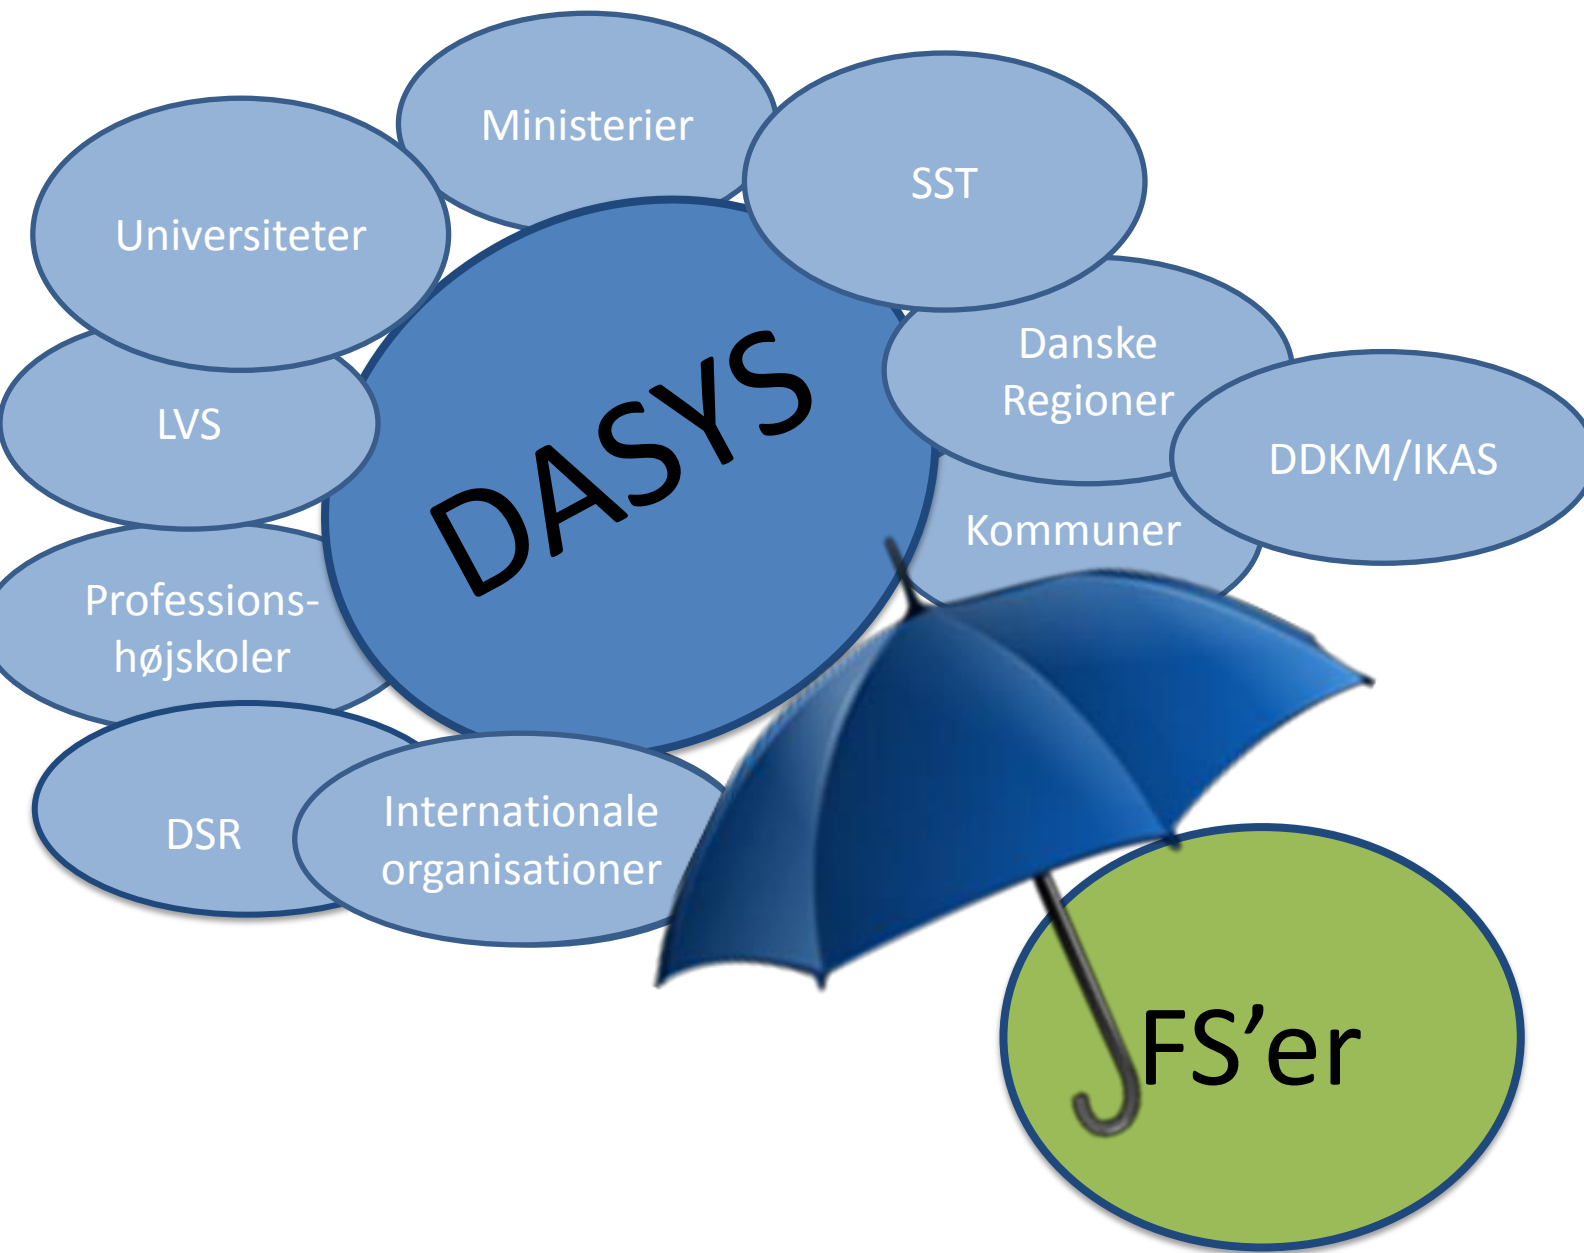 Ministerier
SST
Universiteter
Danske
Regioner
DASYS
LVS
DDKM/IKAS
Kommuner
Professions-
højskoler
Internationale
organisationer
DSR
FS’er